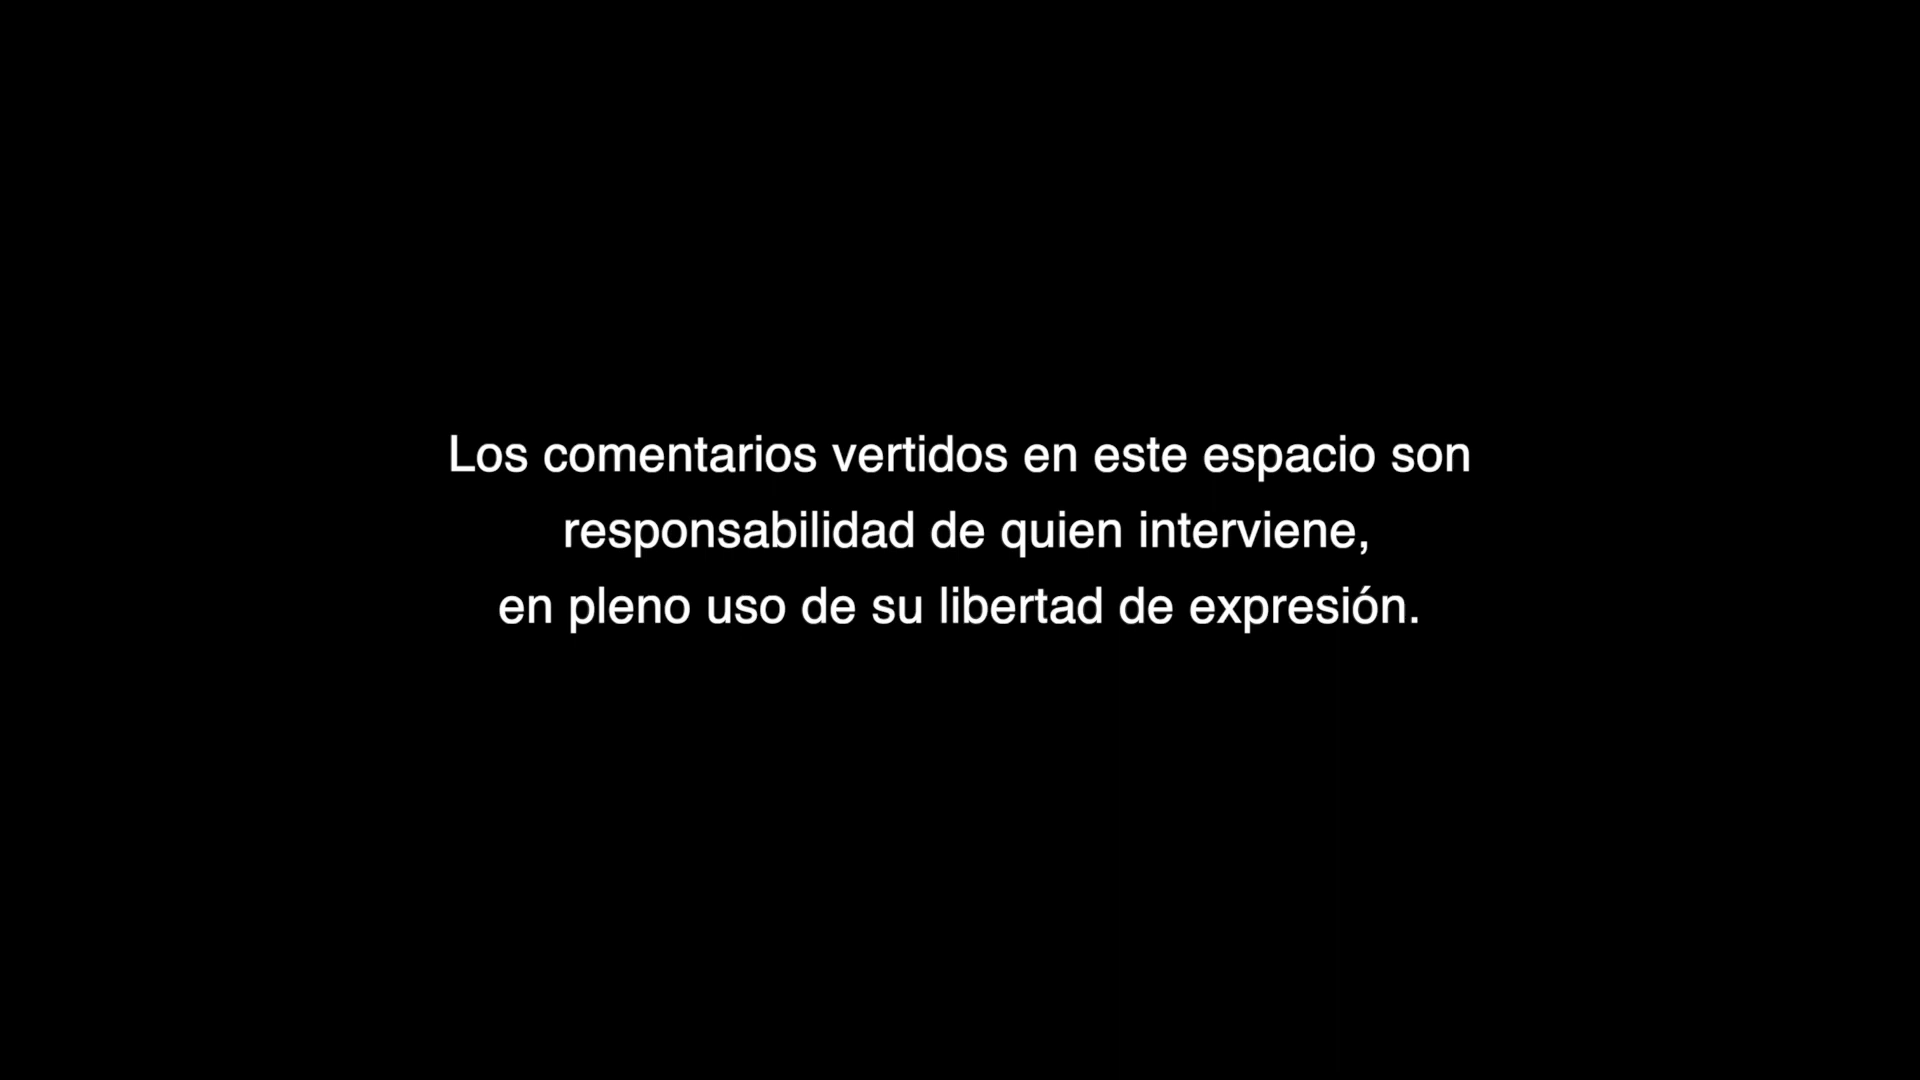 Los comentarios vertidos en este espacio son
responsabilidad de quien interviene,
en pleno uso de su libertad de expresión.